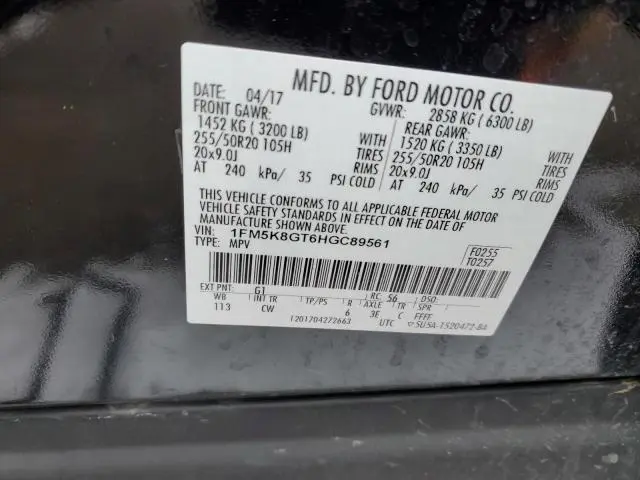 MFD. BY FORD MOTOR CO.
DATE: 04/17 GVWR: 2858 KG ( 6300 LB)
FRONT GAWR: REAR GAWR:
1452 KG ( 3200 LB) WITH 1520 KG ( 3350 LB) WITH
255/50R20 105H TIRES 255/50R20 105H TIRES
20x9.0J RIMS 20x9.0J RIMS
AT 240 kPa/ 35 PSI COLD AT 240 kPa/ 35 PSI COLD
THIS VEHICLE CONFORMS TO ALL APPLICABLE FEDERAL MOTOR
VEHICLE SAFETY STANDARDS IN EFFECT ON THE DATE OF
MANUFACTURE SHOWN ABOVE.
VIN: 1FM5K8GT6HGC89561
TYPE: MPV
F0255
T0257
EXT PNT: G1 RC: 56 DSO:
WB INT TR TP/PS R AXLE TR SPR
113 CW 6 3E C FFFF
1201704272663 UTC 5U5A-1520472-BA